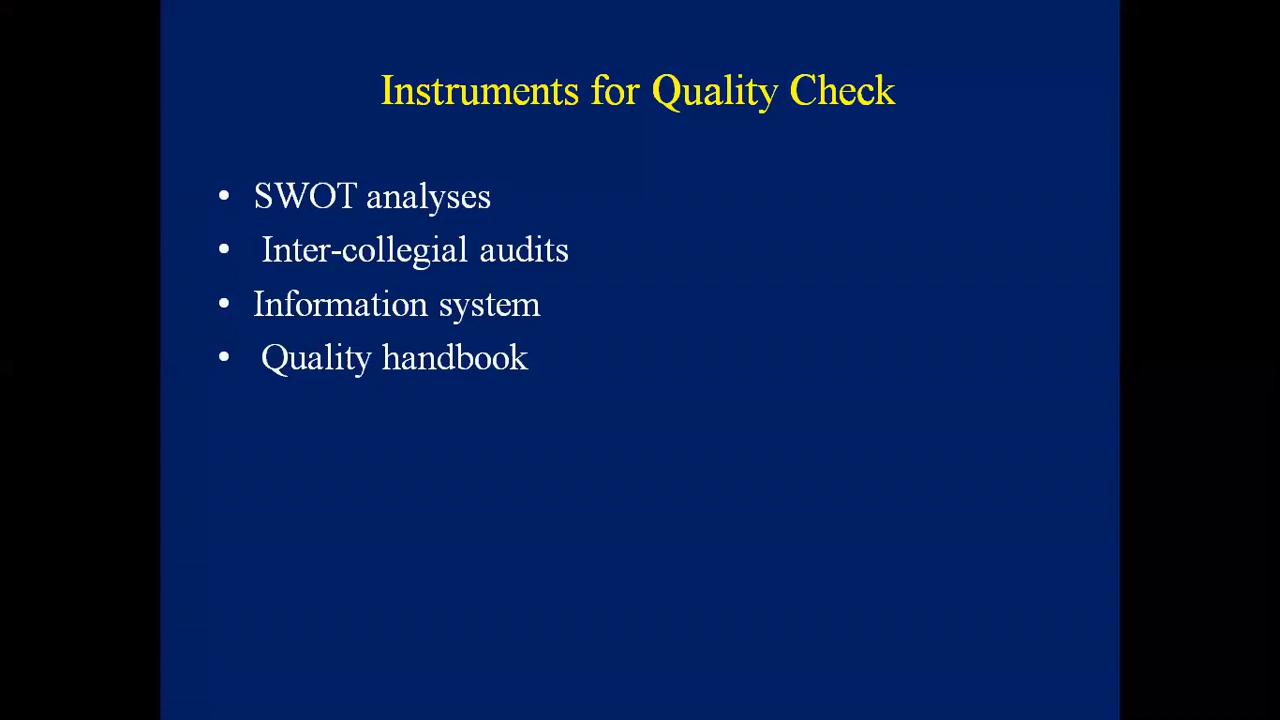 Instruments for Quality Check
• SWOT analyses
• Inter-collegial audits
• Information system
• Quality handbook